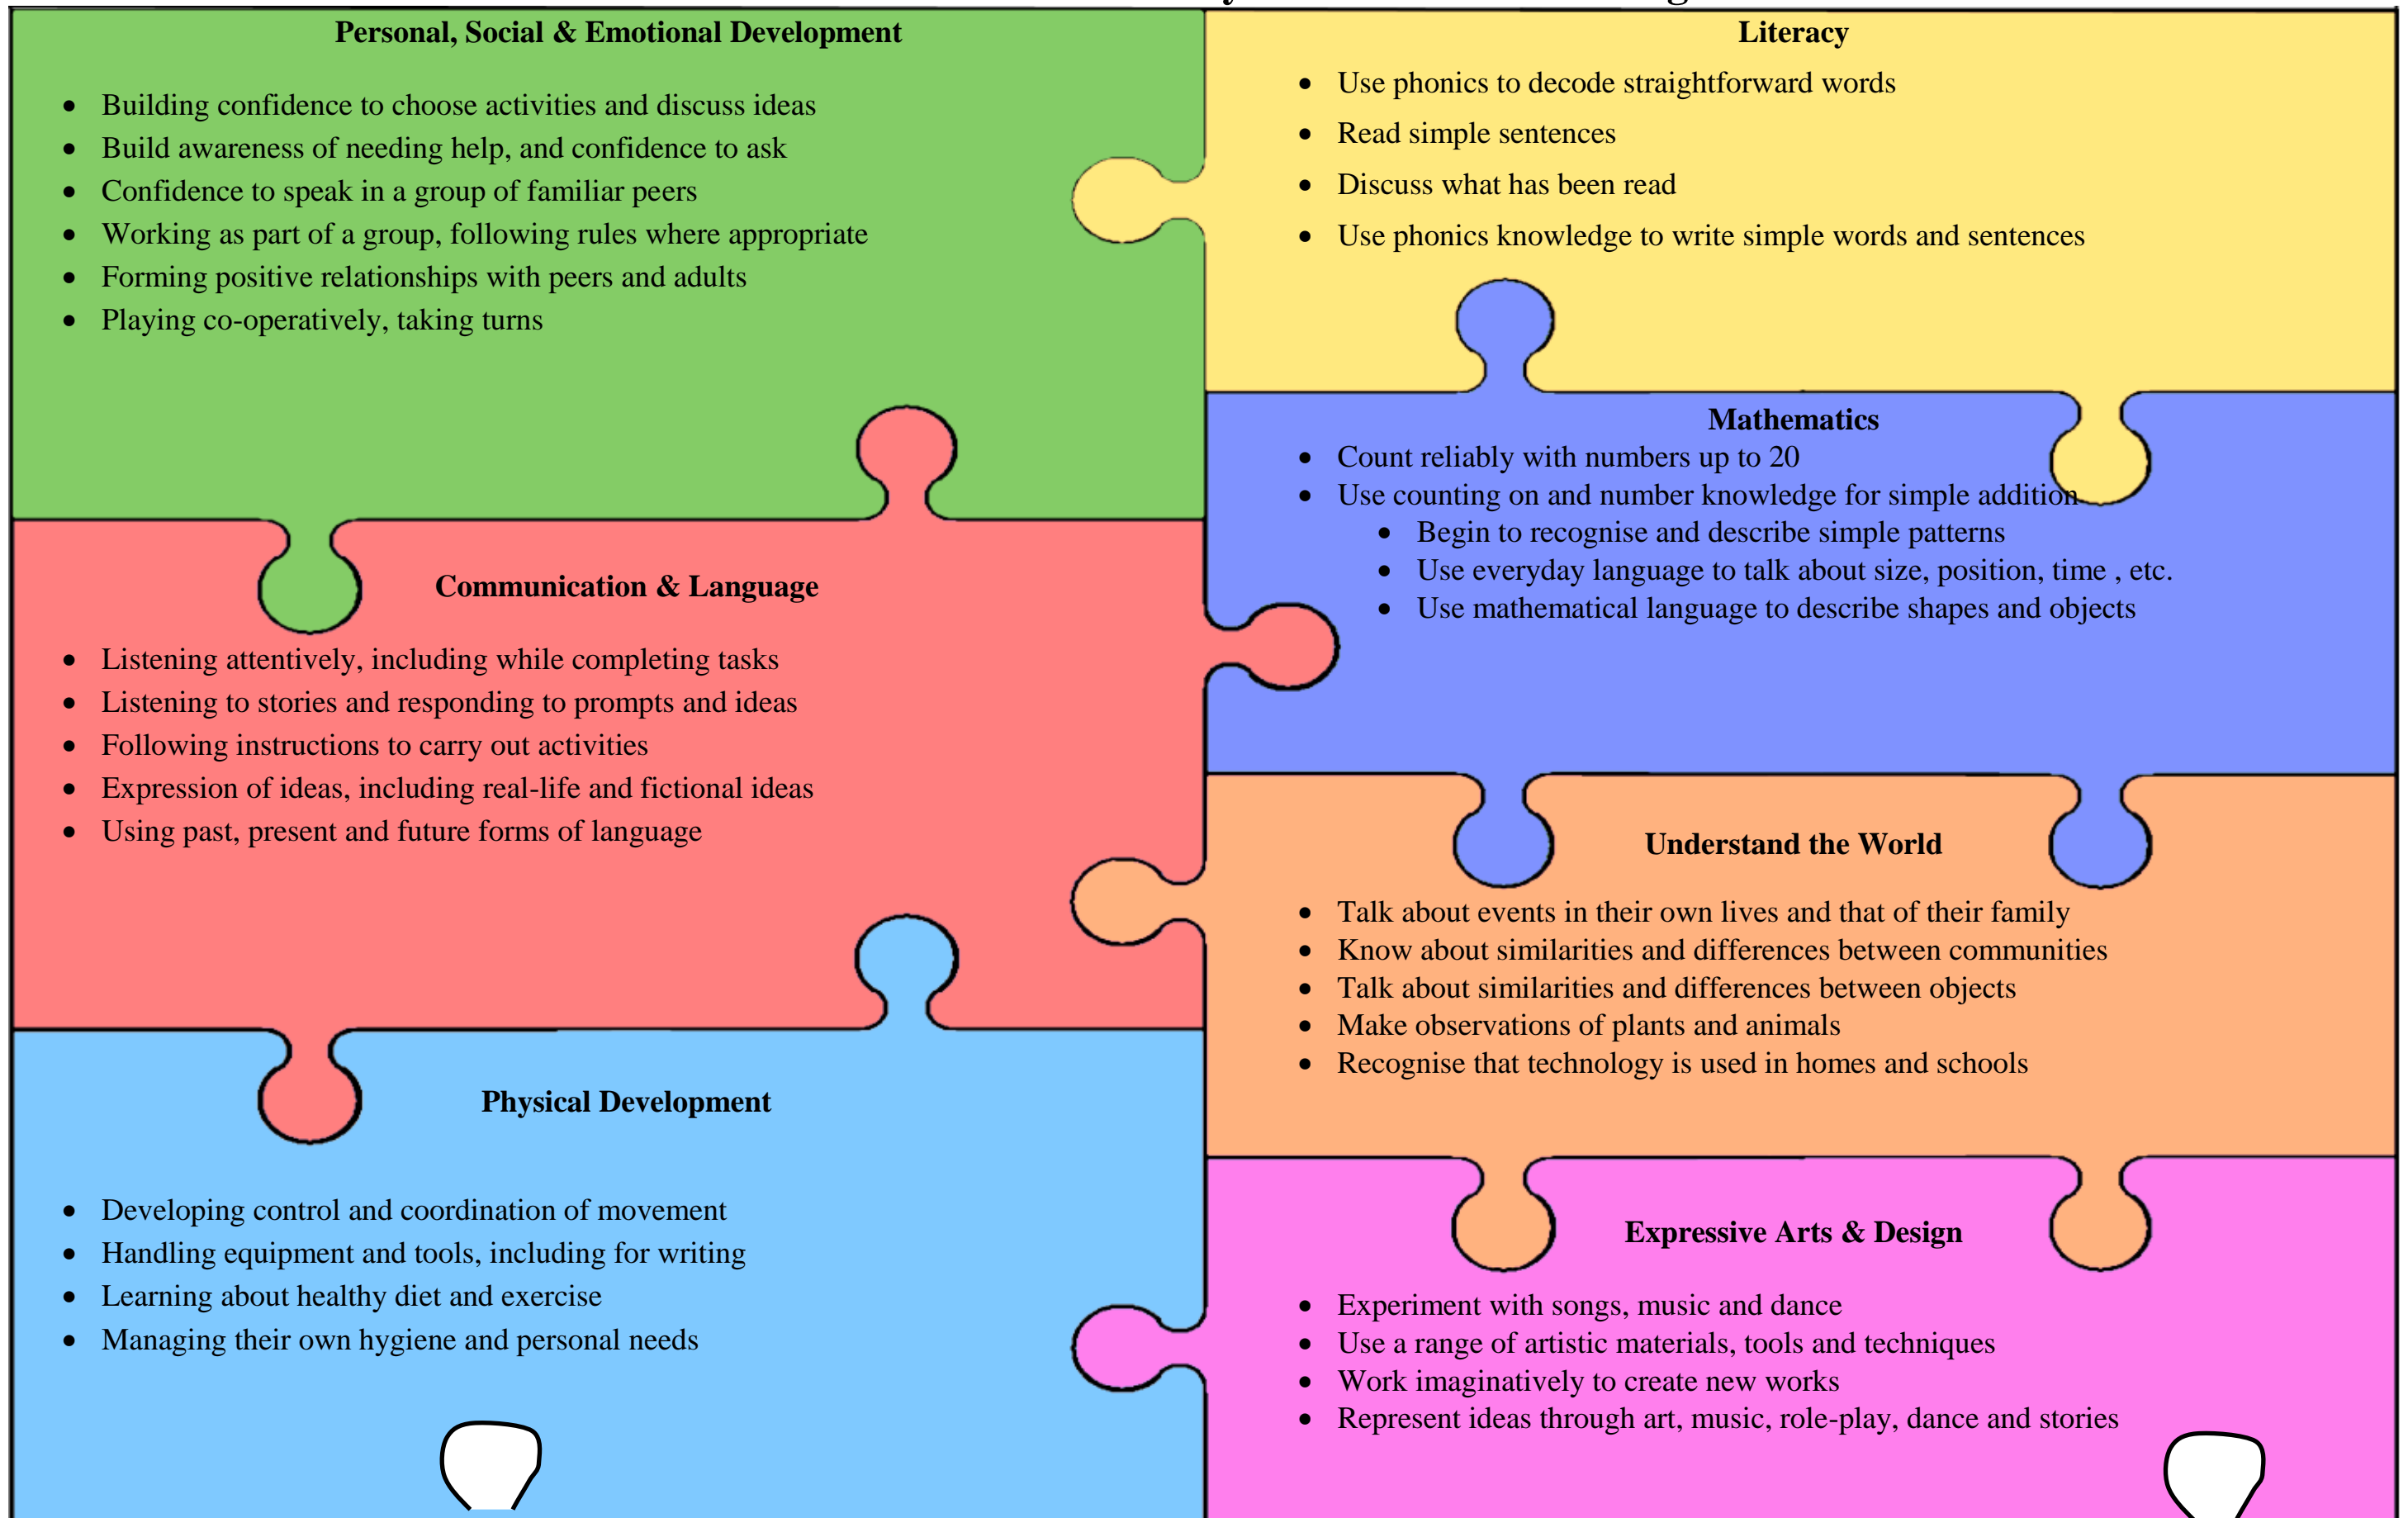 Personal, Social & Emotional Development
• Building confidence to choose activities and discuss ideas
• Build awareness of needing help, and confidence to ask
• Confidence to speak in a group of familiar peers
• Working as part of a group, following rules where appropriate
• Forming positive relationships with peers and adults
• Playing co-operatively, taking turns
Communication & Language
• Listening attentively, including while completing tasks
• Listening to stories and responding to prompts and ideas
• Following instructions to carry out activities
• Expression of ideas, including real-life and fictional ideas
• Using past, present and future forms of language
Physical Development
• Developing control and coordination of movement
• Handling equipment and tools, including for writing
• Learning about healthy diet and exercise
• Managing their own hygiene and personal needs
Literacy
• Use phonics to decode straightforward words
• Read simple sentences
• Discuss what has been read
• Use phonics knowledge to write simple words and sentences
Mathematics
• Count reliably with numbers up to 20
• Use counting on and number knowledge for simple addition
• Begin to recognise and describe simple patterns
• Use everyday language to talk about size, position, time , etc.
• Use mathematical language to describe shapes and objects
Understand the World
• Talk about events in their own lives and that of their family
• Know about similarities and differences between communities
• Talk about similarities and differences between objects
• Make observations of plants and animals
• Recognise that technology is used in homes and schools
Expressive Arts & Design
• Experiment with songs, music and dance
• Use a range of artistic materials, tools and techniques
• Work imaginatively to create new works
• Represent ideas through art, music, role-play, dance and stories